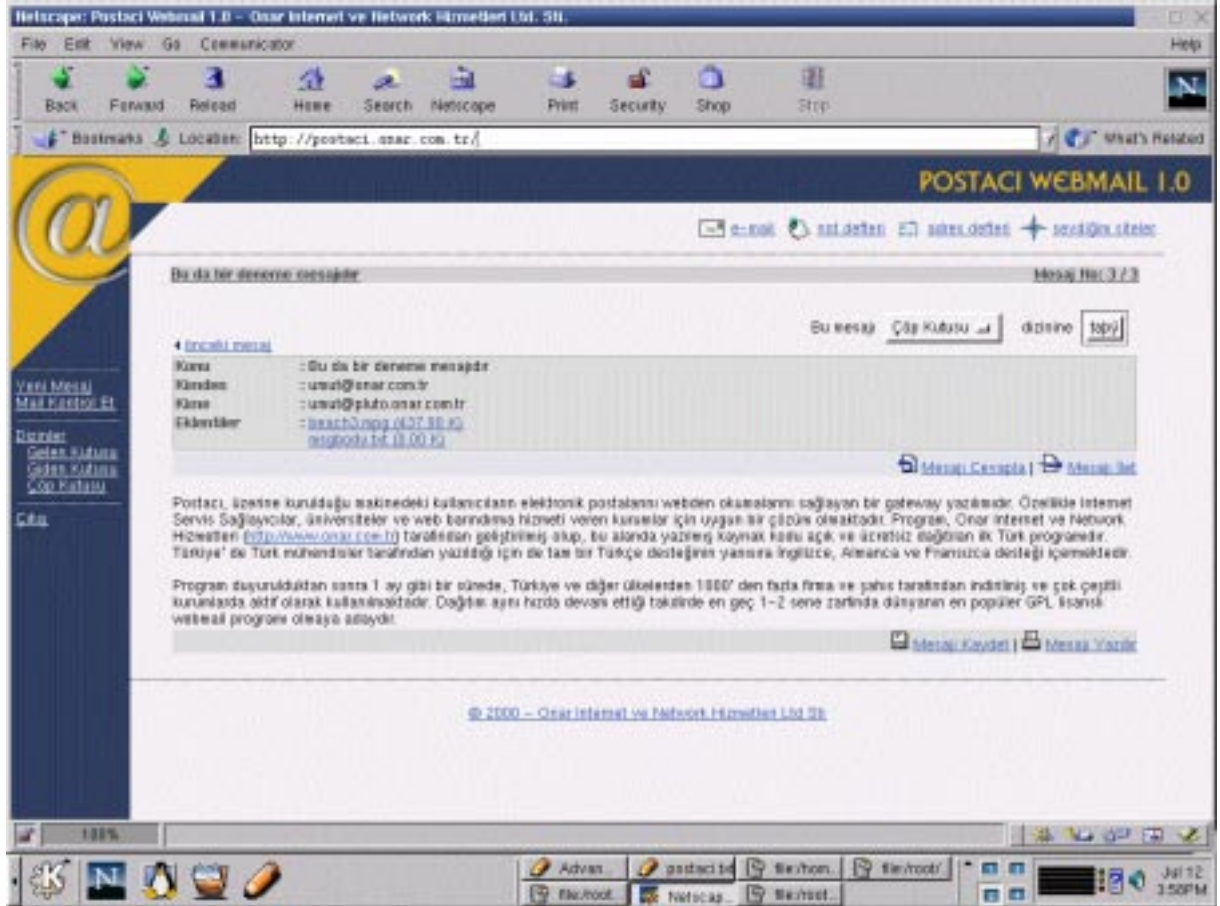 Netscape: Postaci Webmail 1.0 – Onar Internet ve Network Hizmetleri Ltd. Sti.
File Edit View Go Communicator Help
Back Forward Reload Home Search Netscape Print Security Shop Stop
Bookmarks Location: http://postaci.onar.com.tr/ What's Related
POSTACI WEBMAIL 1.0
e-mail not defteri adres defteri sevdiğim siteler
Bu da bir deneme mesajıdır Mesaj No: 3 / 3
Bu mesajı Çöp Kutusu dizinine
önceki mesaj
Konu : Bu da bir deneme mesajıdır
Kimden : umut@onar.com.tr
Kime : umut@pluto.onar.com.tr
Eklentiler : beach3.mpg (437.80 K)
msgbody.txt (0.00 K)
Yeni Mesaj
Mail Kontrol Et
Dizinler
Gelen Kutusu
Giden Kutusu
Çöp Kutusu
Çıkış
Mesajı Cevapla | Mesajı İlet
Postacı, üzerine kurulduğu makinedeki kullanıcıların elektronik postalarını webden okumalarını sağlayan bir gateway yazılımıdır. Özellikle Internet
Servis Sağlayıcılar, üniversiteler ve web barındırma hizmeti veren kurumlar için uygun bir çözüm olmaktadır. Program, Onar Internet ve Network
Hizmetleri (http://www.onar.com.tr) tarafından geliştirilmiş olup, bu alanda yazılmış kaynak kodu açık ve ücretsiz dağıtılan ilk Türk programıdır.
Türkiye' de Türk mühendisler tarafından yazıldığı için de tam bir Türkçe desteğinin yanısıra İngilizce, Almanca ve Fransızca desteği içermektedir.
Program duyurulduktan sonra 1 ay gibi bir sürede, Türkiye ve diğer ülkelerden 1000' den fazla firma ve şahıs tarafından indirilmiş ve çok çeşitli
kurumlarda aktif olarak kullanılmaktadır. Dağıtım aynı hızda devam ettiği takdirde en geç 1–2 sene zarfında dünyanın en popüler GPL lisanslı
webmail programı olmaya adaydır.
Mesajı Kaydet | Mesajı Yazdır
© 2000 – Onar Internet ve Network Hizmetleri Ltd Sti
100%
Advan... postaci.txt file:/hom... file:/root/
file:/root... Netscap... file:/root...
Jul 12
3:58PM